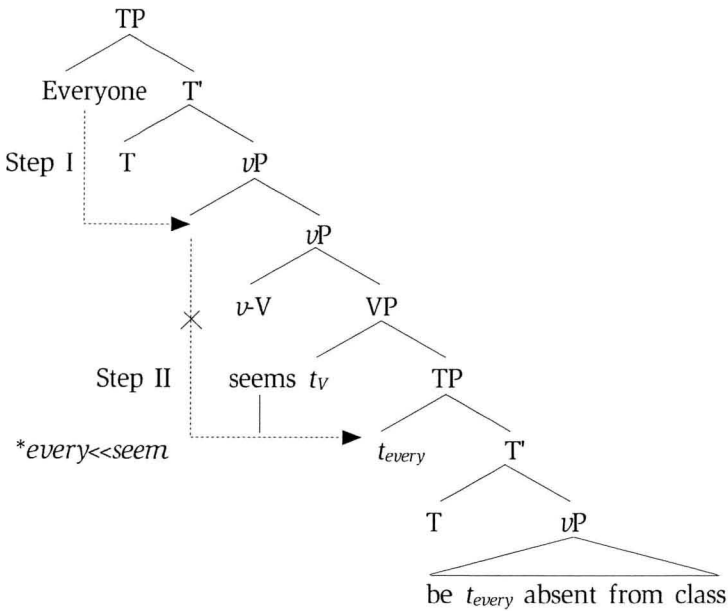 TP
Everyone T'
Step I T vP
vP
v-V VP
Step II seems tV TP
*every<<seem tevery T'
T vP
be tevery absent from class